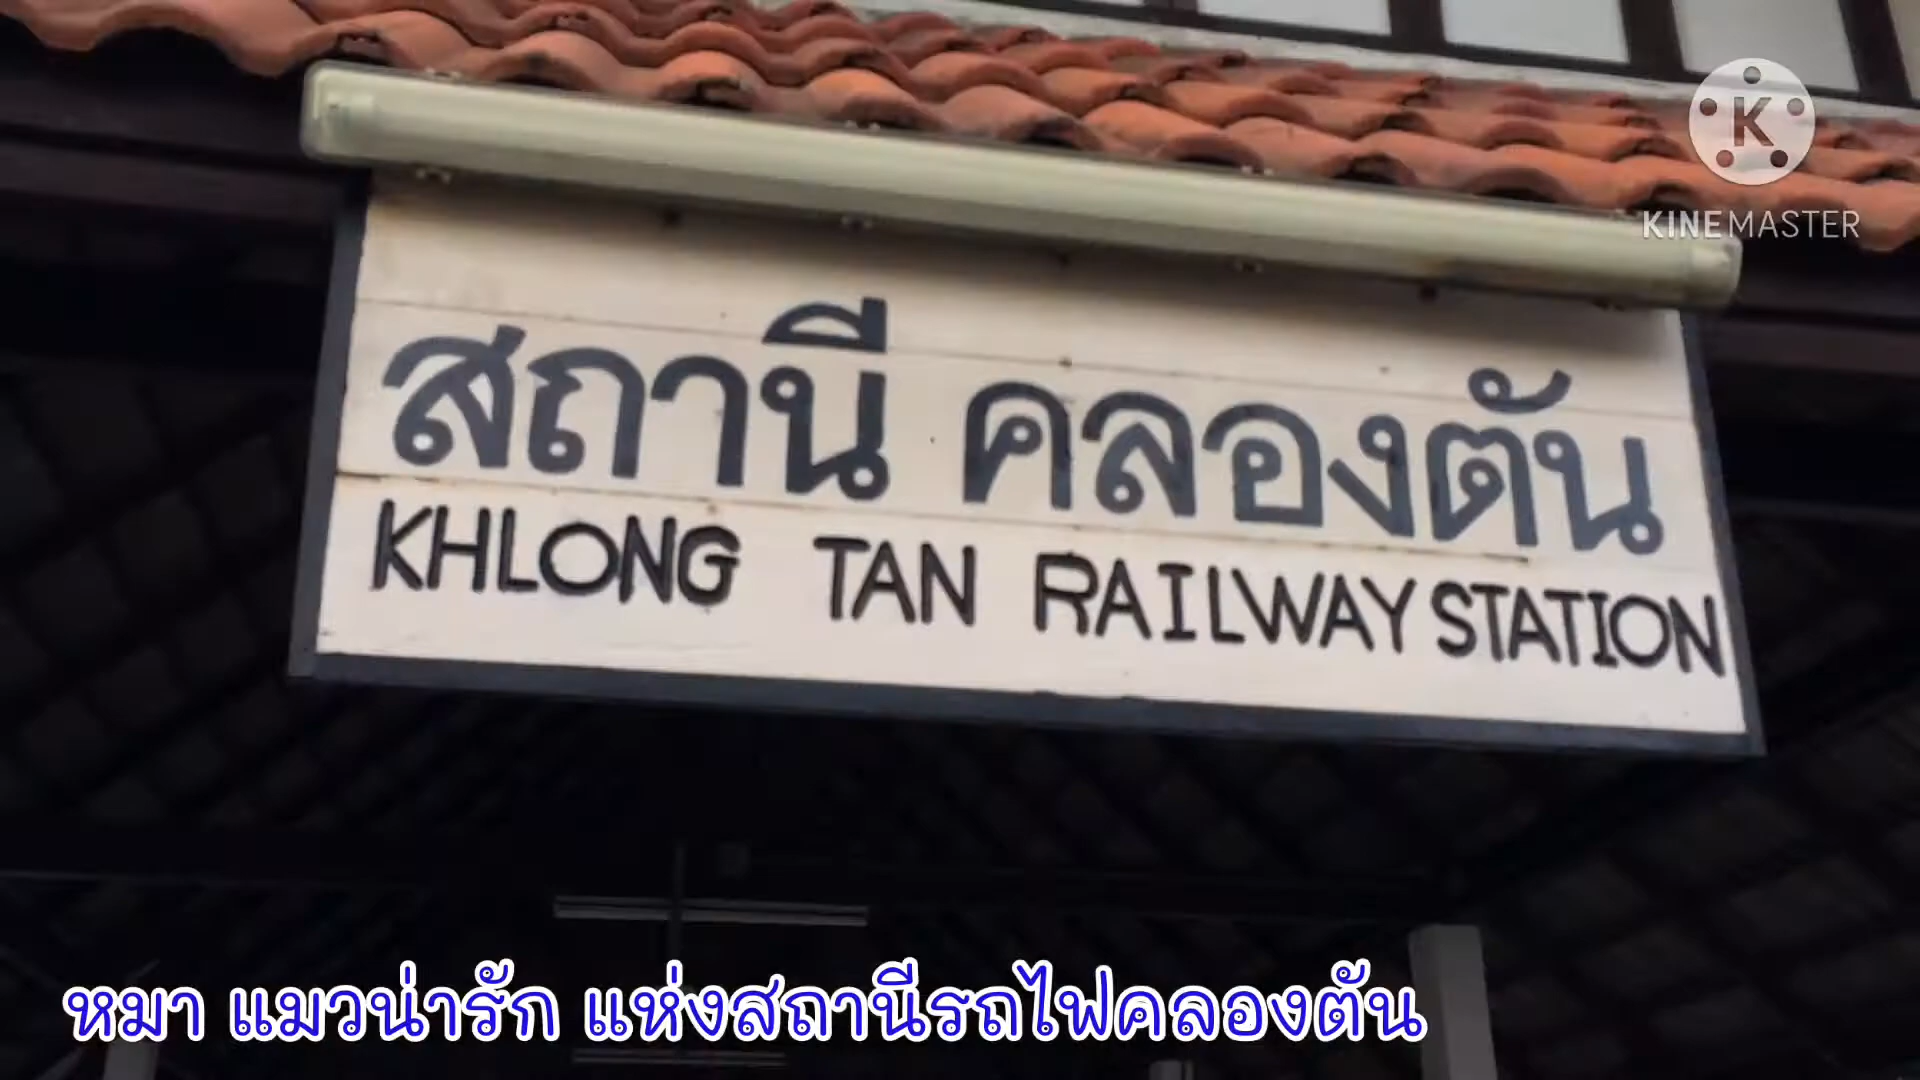 K
KINEMASTER
สถานี คลองตัน
KHLONG TAN RAILWAY STATION
หมา แมวน่ารัก แห่งสถานีรถไฟคลองตัน